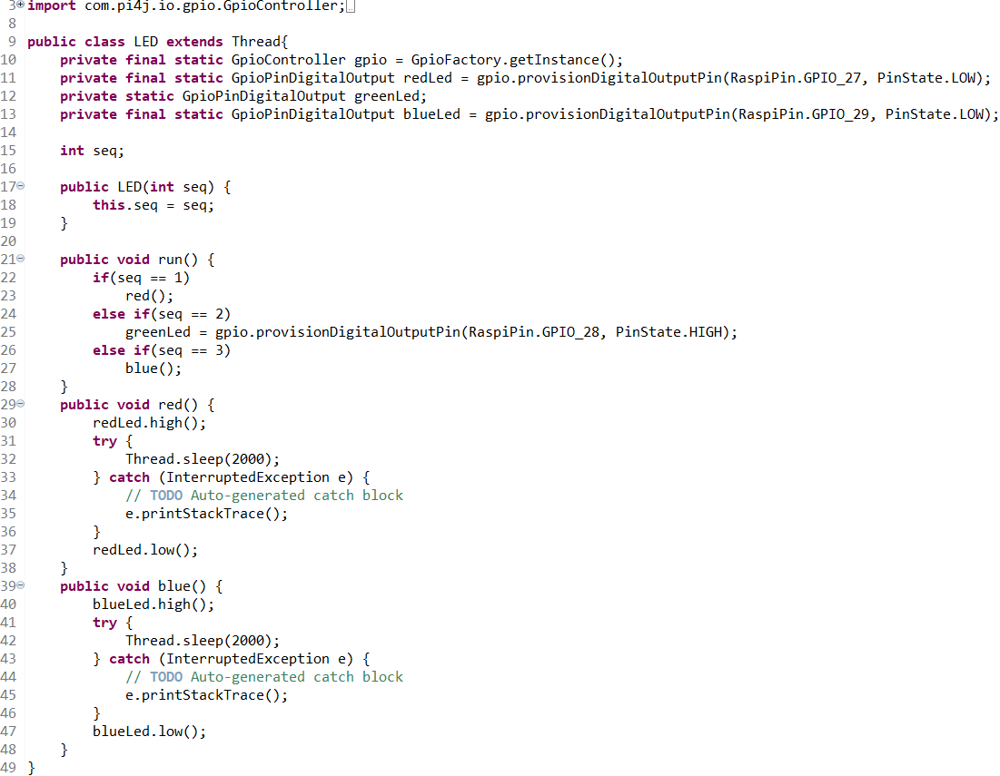 3 import com.pi4j.io.gpio.GpioController;
8
9 public class LED extends Thread{
10     private final static GpioController gpio = GpioFactory.getInstance();
11     private final static GpioPinDigitalOutput redLed = gpio.provisionDigitalOutputPin(RaspiPin.GPIO_27, PinState.LOW);
12     private static GpioPinDigitalOutput greenLed;
13     private final static GpioPinDigitalOutput blueLed = gpio.provisionDigitalOutputPin(RaspiPin.GPIO_29, PinState.LOW);
14
15     int seq;
16
17     public LED(int seq) {
18         this.seq = seq;
19     }
20
21     public void run() {
22         if(seq == 1)
23             red();
24         else if(seq == 2)
25             greenLed = gpio.provisionDigitalOutputPin(RaspiPin.GPIO_28, PinState.HIGH);
26         else if(seq == 3)
27             blue();
28     }
29     public void red() {
30         redLed.high();
31         try {
32             Thread.sleep(2000);
33         } catch (InterruptedException e) {
34             // TODO Auto-generated catch block
35             e.printStackTrace();
36         }
37         redLed.low();
38     }
39     public void blue() {
40         blueLed.high();
41         try {
42             Thread.sleep(2000);
43         } catch (InterruptedException e) {
44             // TODO Auto-generated catch block
45             e.printStackTrace();
46         }
47         blueLed.low();
48     }
49 }